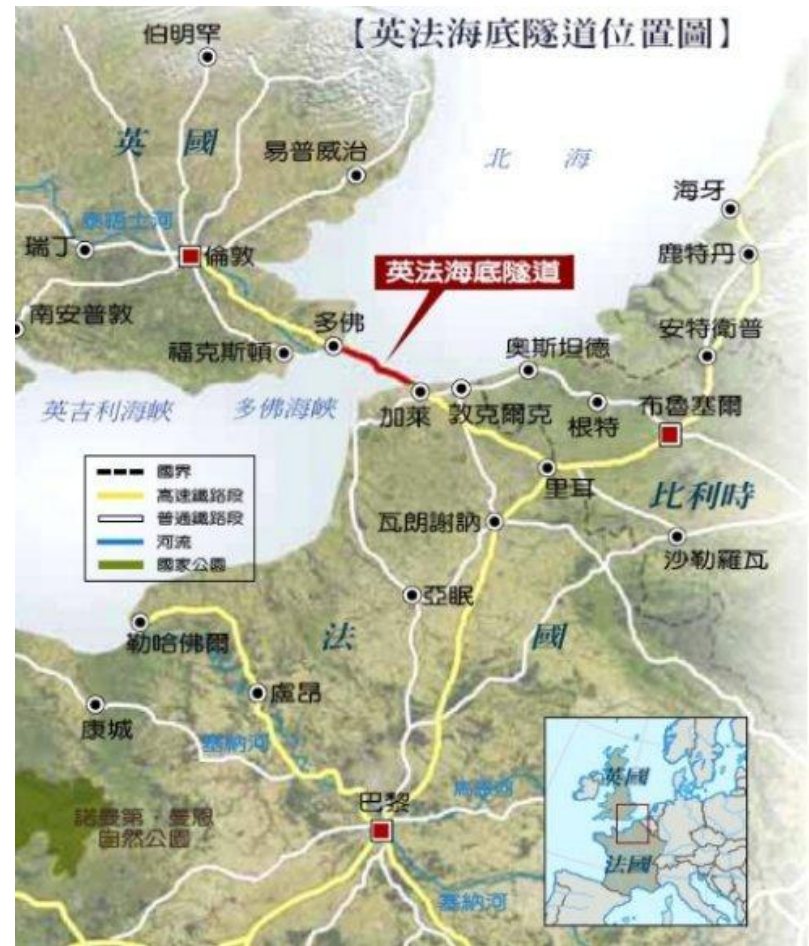 【英法海底隧道位置圖】
伯明罕
英國
易普威治
北海
海牙
泰晤士河
瑞丁
倫敦
鹿特丹
英法海底隧道
南安普敦
多佛
安特衛普
福克斯頓
奧斯坦德
英吉利海峽
多佛海峽
加萊
敦克爾克
根特
布魯塞爾
里耳
比利時
國界
高速鐵路段
普通鐵路段
河流
國家公園
瓦朗謝訥
沙勒羅瓦
亞眠
勒哈佛爾
法國
盧昂
康城
塞納河
巴黎
諾曼第・曼恩
自然公園
塞納河
英國
法國